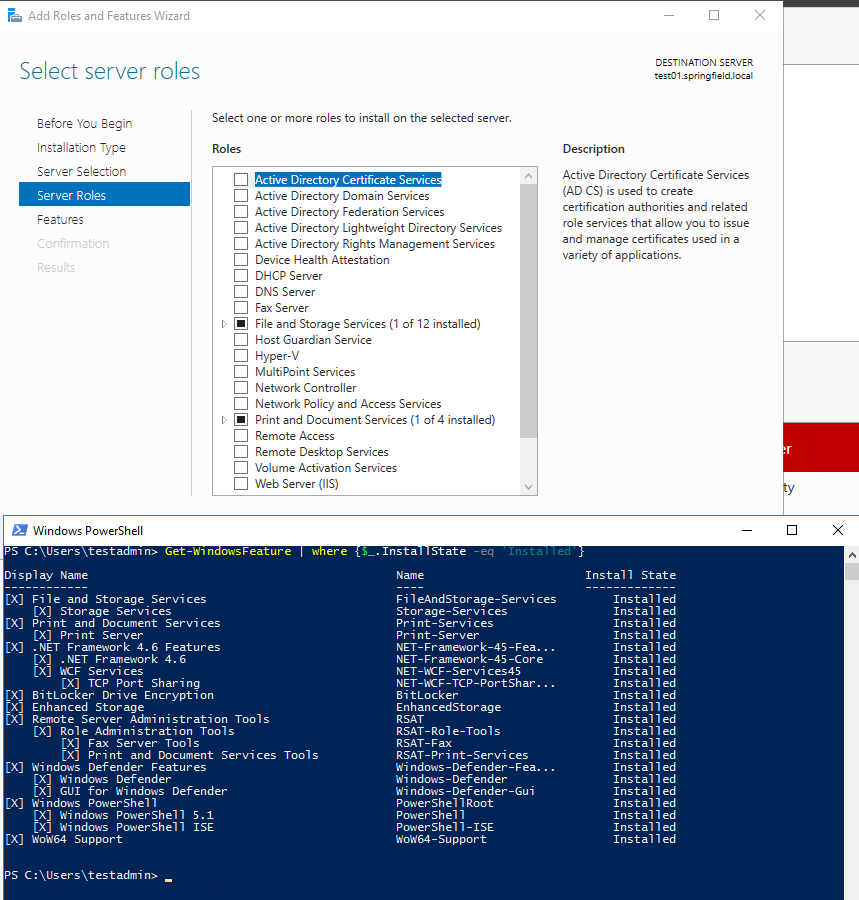 Add Roles and Features Wizard
Select server roles
DESTINATION SERVER
test01.springfield.local
Before You Begin
Installation Type
Server Selection
Server Roles
Features
Confirmation
Results
Select one or more roles to install on the selected server.
Roles
Active Directory Certificate Services
Active Directory Domain Services
Active Directory Federation Services
Active Directory Lightweight Directory Services
Active Directory Rights Management Services
Device Health Attestation
DHCP Server
DNS Server
Fax Server
File and Storage Services (1 of 12 installed)
Host Guardian Service
Hyper-V
MultiPoint Services
Network Controller
Network Policy and Access Services
Print and Document Services (1 of 4 installed)
Remote Access
Remote Desktop Services
Volume Activation Services
Web Server (IIS)
Description
Active Directory Certificate Services
(AD CS) is used to create
certification authorities and related
role services that allow you to issue
and manage certificates used in a
variety of applications.
er
ty
Windows PowerShell
PS C:\Users\testadmin> Get-WindowsFeature | where {$_.InstallState -eq 'Installed'}
Display Name Name Install State
------------ ---- -------------
[X] File and Storage Services FileAndStorage-Services Installed
[X] Storage Services Storage-Services Installed
[X] Print and Document Services Print-Services Installed
[X] Print Server Print-Server Installed
[X] .NET Framework 4.6 Features NET-Framework-45-Fea... Installed
[X] .NET Framework 4.6 NET-Framework-45-Core Installed
[X] WCF Services NET-WCF-Services45 Installed
[X] TCP Port Sharing NET-WCF-TCP-PortShar... Installed
[X] BitLocker Drive Encryption BitLocker Installed
[X] Enhanced Storage EnhancedStorage Installed
[X] Remote Server Administration Tools RSAT Installed
[X] Role Administration Tools RSAT-Role-Tools Installed
[X] Fax Server Tools RSAT-Fax Installed
[X] Print and Document Services Tools RSAT-Print-Services Installed
[X] Windows Defender Features Windows-Defender-Fea... Installed
[X] Windows Defender Windows-Defender Installed
[X] GUI for Windows Defender Windows-Defender-Gui Installed
[X] Windows PowerShell PowerShellRoot Installed
[X] Windows PowerShell 5.1 PowerShell Installed
[X] Windows PowerShell ISE PowerShell-ISE Installed
[X] WoW64 Support WoW64-Support Installed
PS C:\Users\testadmin> _